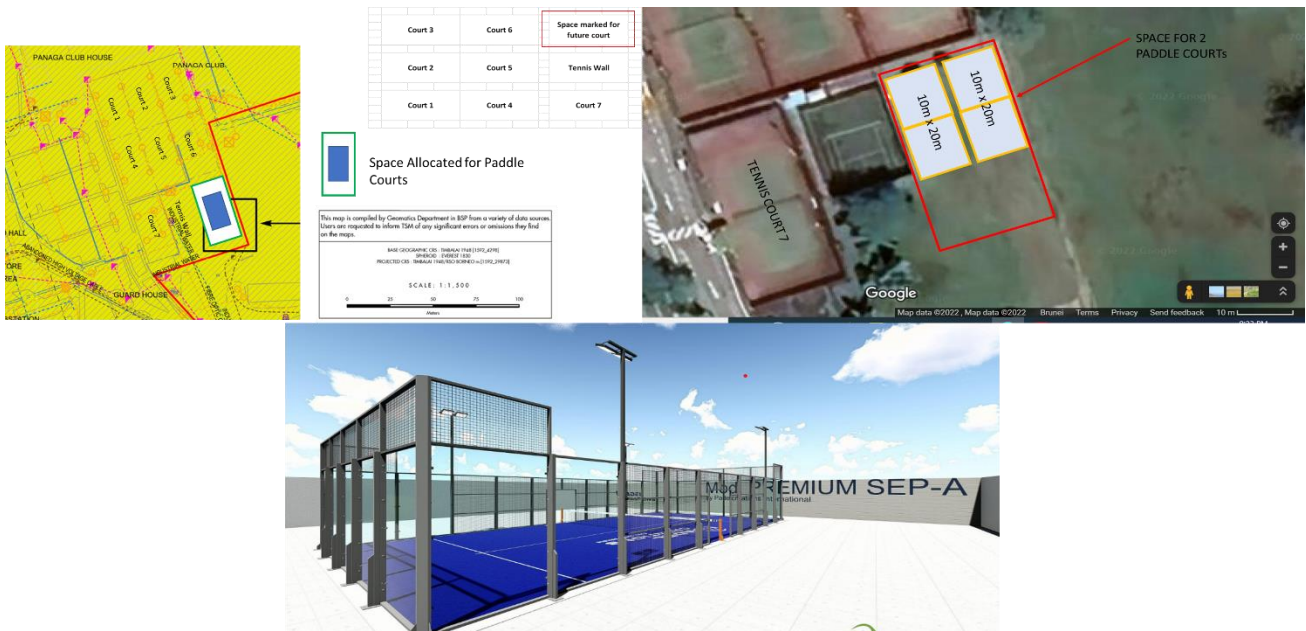 PANAGA CLUB HOUSE
PANAGA CLUB
Court 3
Court 2
Court 1
Court 6
Court 5
Court 4
Tennis Wall
Court 7
INDUSTRIAL WATER
HALL
GUARD HOUSE
Court 3
Court 6
Space marked for
future court
Court 2
Court 5
Tennis Wall
Court 1
Court 4
Court 7
Space Allocated for Paddle
Courts
This map is compiled by Geomatics Department in BSP from a variety of data sources.
Users are requested to inform TSM of any significant errors or omissions they find
on the maps.
SCALE: 1:1,500
0 25 50 75 100
Meters
SPACE FOR 2
PADDLE COURTs
10m x 20m
10m x 20m
TENNIS COURT 7
Google
Map data ©2022 , Map data ©2022 Brunei Terms Privacy Send feedback 10 m
PREMIUM SEP-A